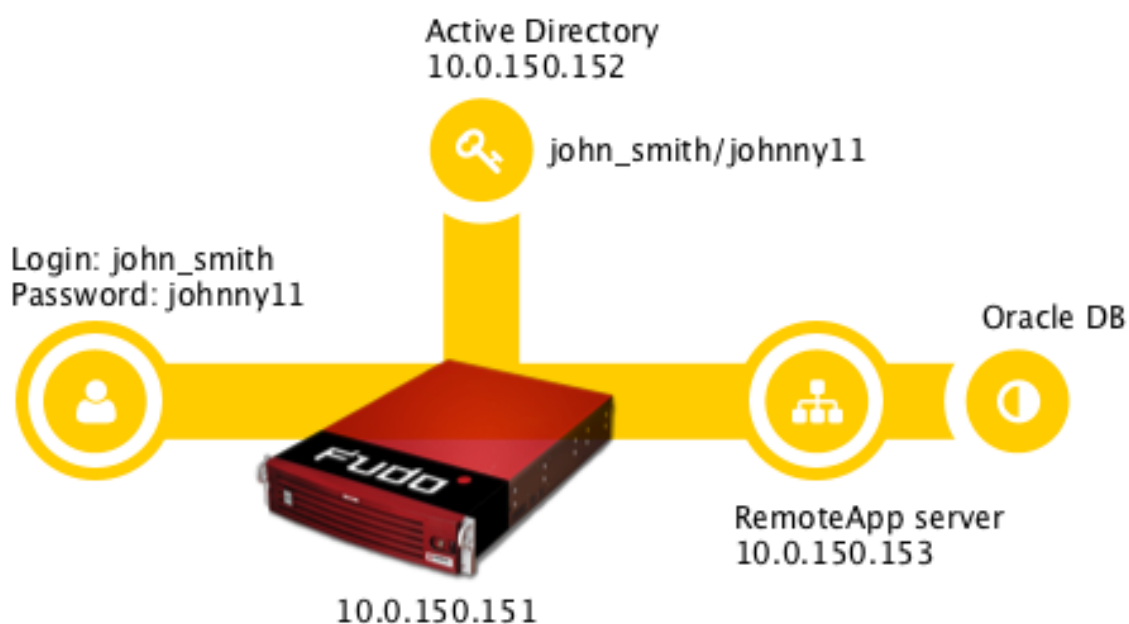 Active Directory
10.0.150.152
john_smith/johnny11
Login: john_smith
Password: johnny11
Oracle DB
FUDO
RemoteApp server
10.0.150.153
10.0.150.151